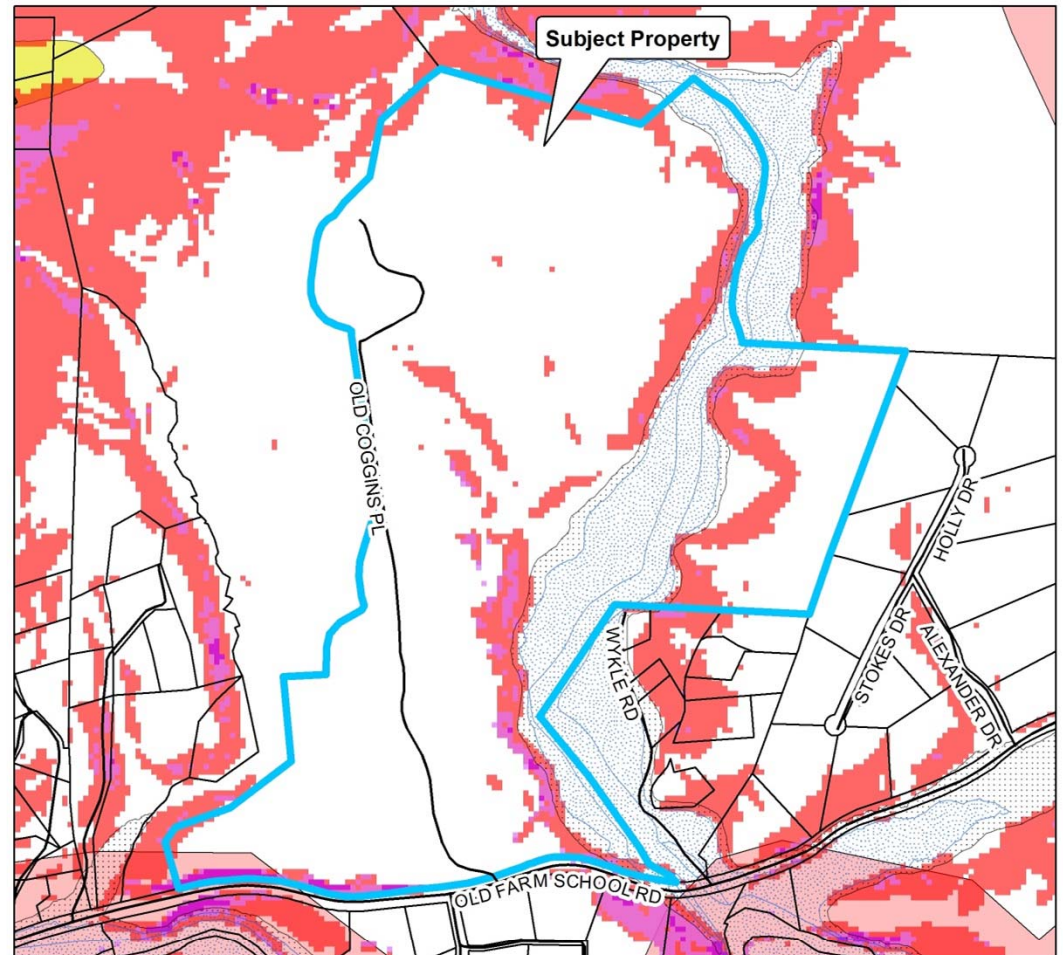 Subject Property
OLD COGGINS PL
HOLLY DR
STOKES DR
ALEXANDER DR
WYKLE RD
OLD FARM SCHOOL RD